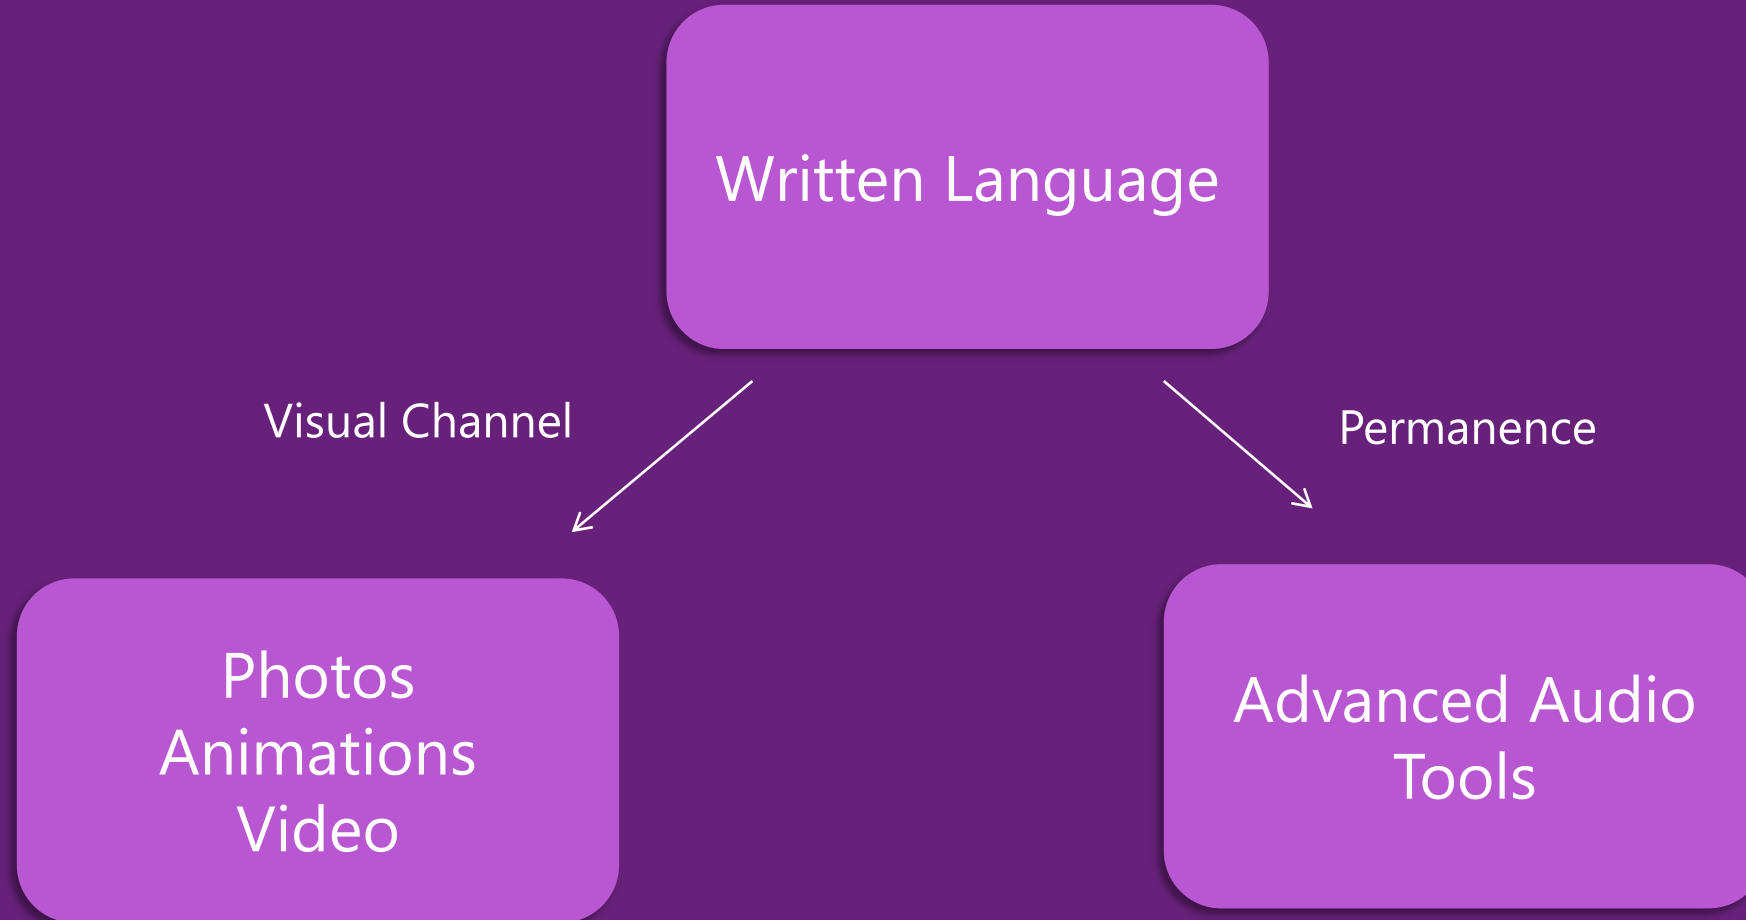 Written Language
Visual Channel
Permanence
Photos
Animations
Video
Advanced Audio
Tools